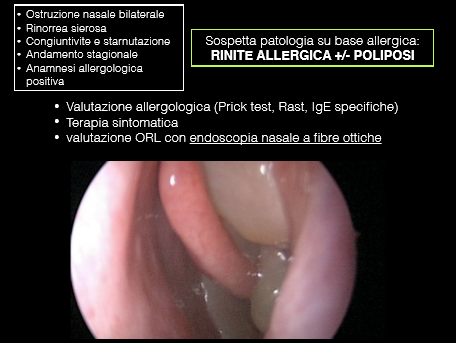 • Ostruzione nasale bilaterale
• Rinorrea sierosa
• Congiuntivite e starnutazione
• Andamento stagionale
• Anamnesi allergologica
positiva
Sospetta patologia su base allergica:
RINITE ALLERGICA +/- POLIPOSI
• Valutazione allergologica (Prick test, Rast, IgE specifiche)
• Terapia sintomatica
• valutazione ORL con endoscopia nasale a fibre ottiche